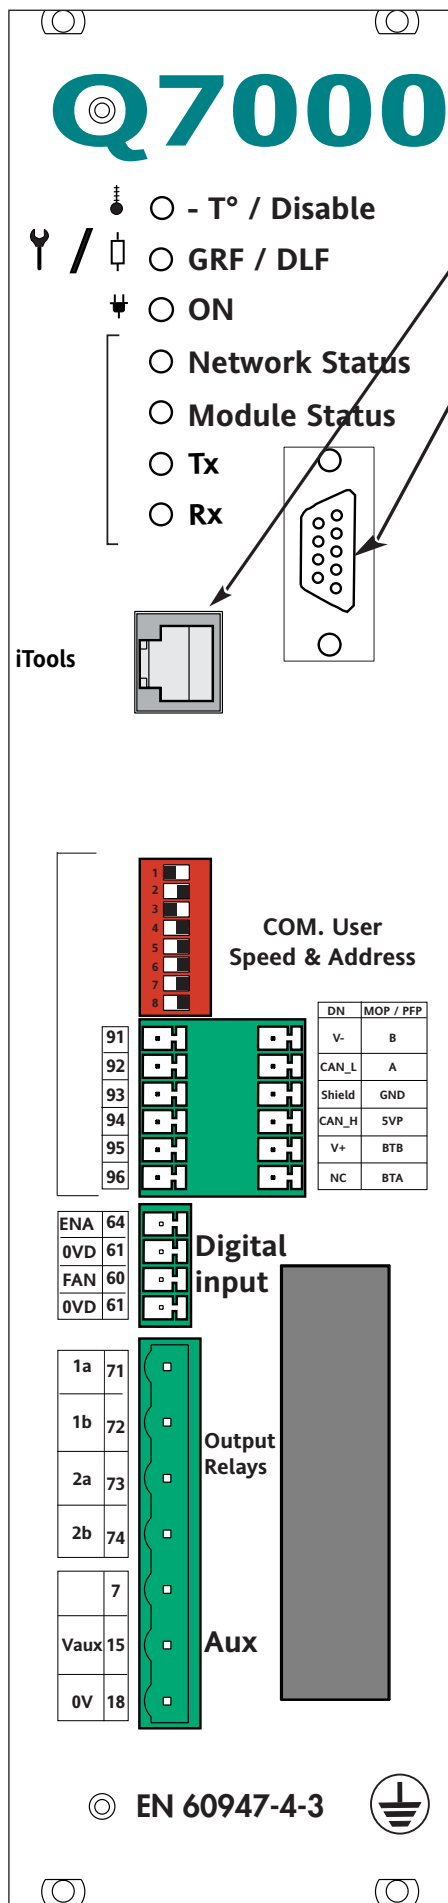 Q7000
- T° / Disable
/ GRF / DLF
ON
Network Status
Module Status
Tx
Rx
iTools
1
2
3
4
5
6
7
8
COM. User
Speed & Address
DN MOP / PFP
91 V- B
92 CAN_L A
93 Shield GND
94 CAN_H 5VP
95 V+ BTB
96 NC BTA
ENA 64
0VD 61
FAN 60
0VD 61
Digital
input
1a 71
1b 72
2a 73
2b 74
Output
Relays
7
Vaux 15
0V 18
Aux
EN 60947-4-3